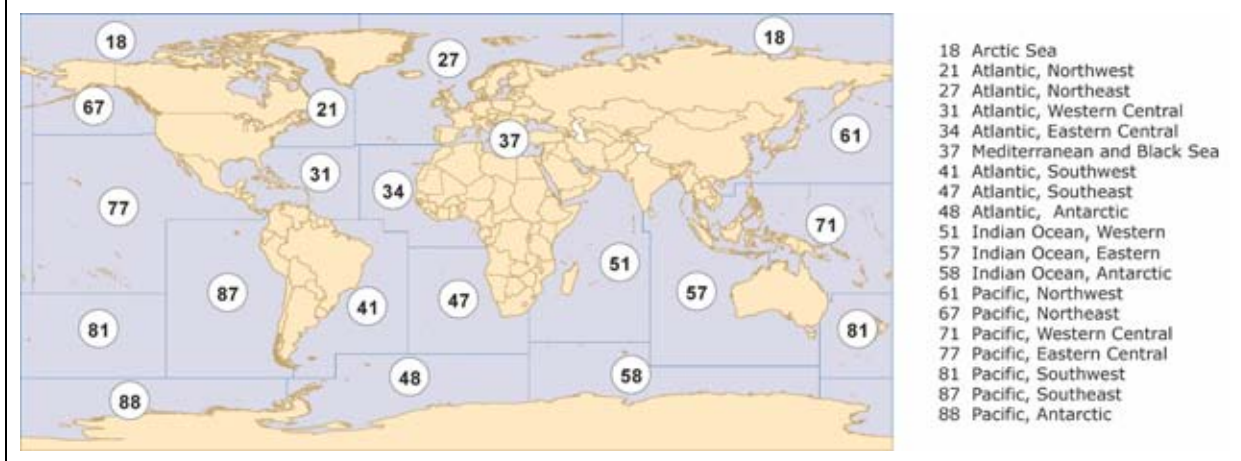 18
18
27
67
21
61
37
31
34
77
71
51
87
57
41
47
81
81
48
58
88
18 Arctic Sea
21 Atlantic, Northwest
27 Atlantic, Northeast
31 Atlantic, Western Central
34 Atlantic, Eastern Central
37 Mediterranean and Black Sea
41 Atlantic, Southwest
47 Atlantic, Southeast
48 Atlantic, Antarctic
51 Indian Ocean, Western
57 Indian Ocean, Eastern
58 Indian Ocean, Antarctic
61 Pacific, Northwest
67 Pacific, Northeast
71 Pacific, Western Central
77 Pacific, Eastern Central
81 Pacific, Southwest
87 Pacific, Southeast
88 Pacific, Antarctic